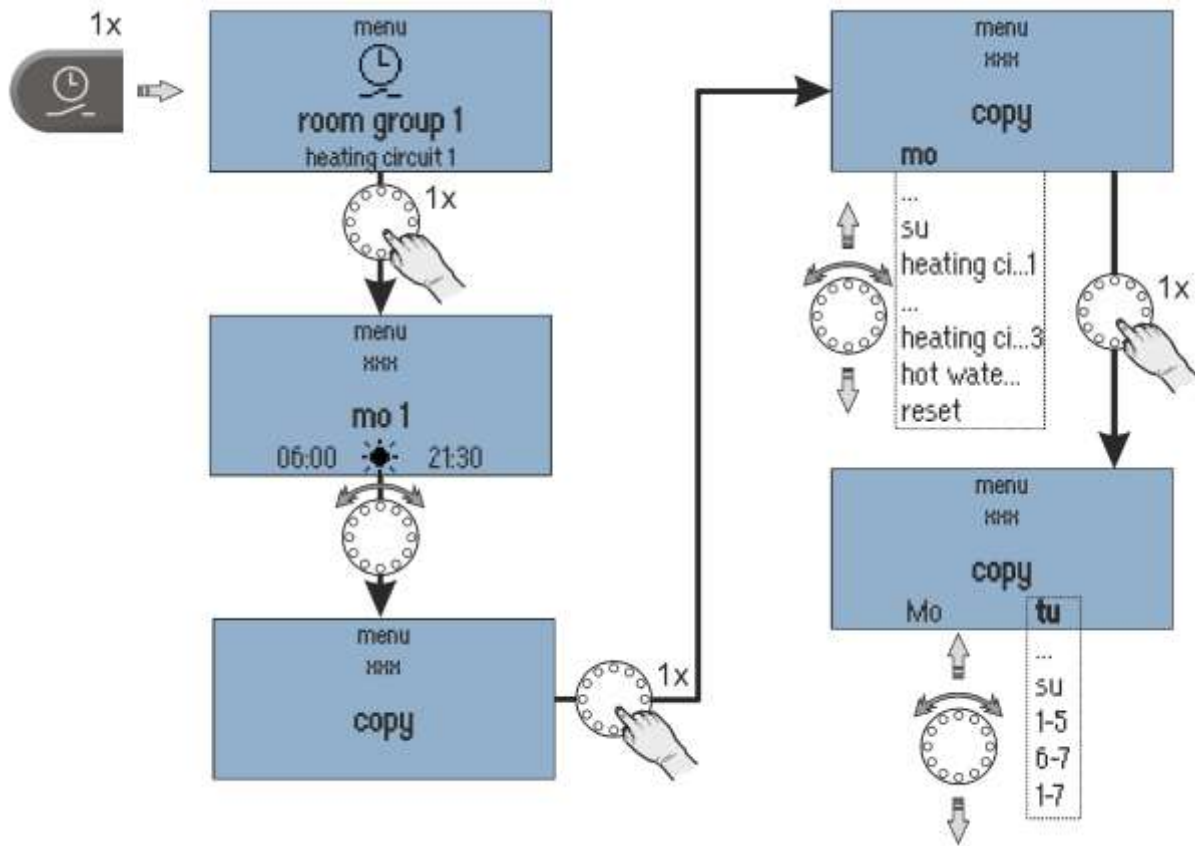 1x
menu
room group 1
heating circuit 1
1x
menu
xxx
mo 1
06:00 21:30
menu
xxx
copy
1x
menu
xxx
copy
mo
...
su
heating ci...1
...
heating ci...3
hot wate...
reset
1x
menu
xxx
copy
Mo tu
...
su
1-5
6-7
1-7